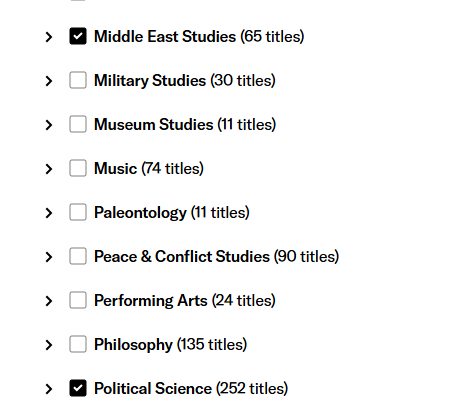 Middle East Studies (65 titles)
Military Studies (30 titles)
Museum Studies (11 titles)
Music (74 titles)
Paleontology (11 titles)
Peace & Conflict Studies (90 titles)
Performing Arts (24 titles)
Philosophy (135 titles)
Political Science (252 titles)